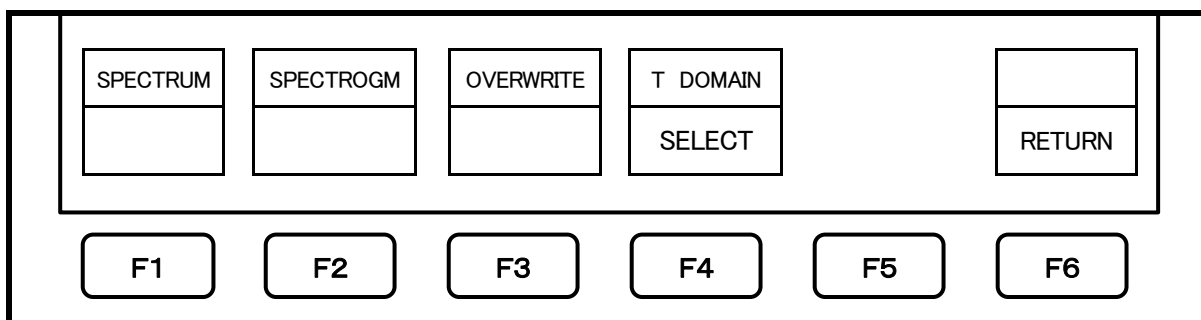 SPECTRUM SPECTROGM OVERWRITE T DOMAIN
SELECT RETURN
F1 F2 F3 F4 F5 F6